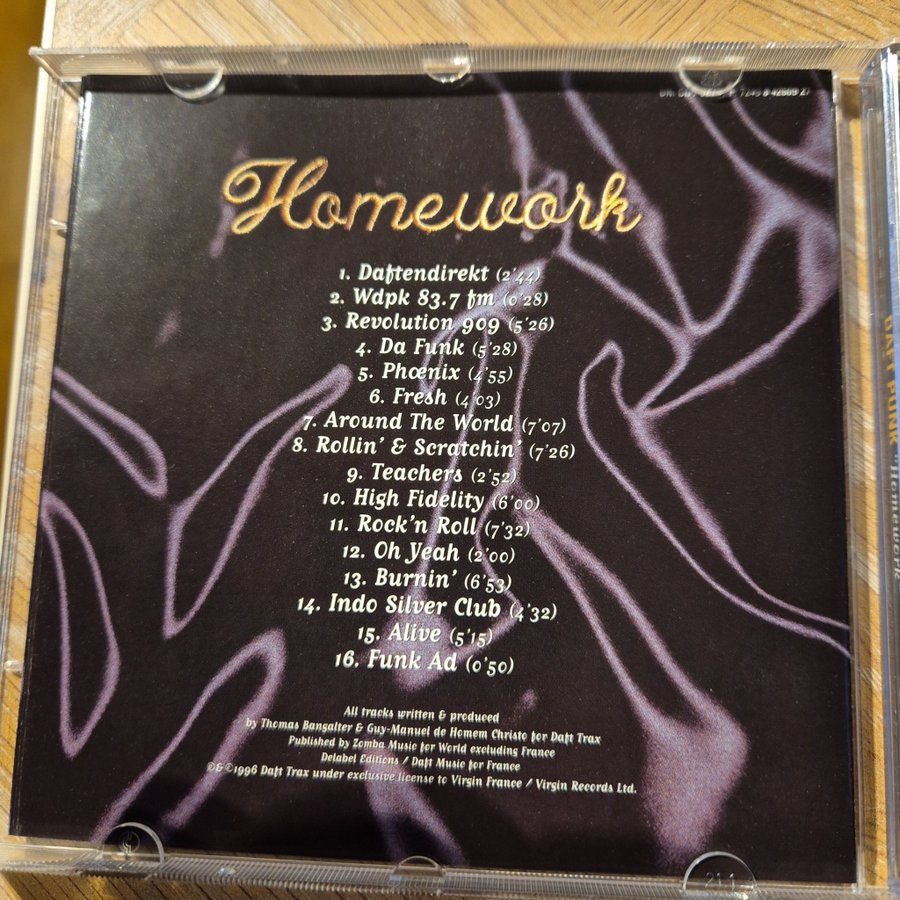 7243 8 42609 27
Homework
1. Daftendirekt (2'44)
2. Wdpk 83.7 fm (0'28)
3. Revolution 909 (5'26)
4. Da Funk (5'28)
5. Phœnix (4'55)
6. Fresh (4'03)
7. Around The World (7'07)
8. Rollin' & Scratchin' (7'26)
9. Teachers (2'52)
10. High Fidelity (6'00)
11. Rock'n Roll (7'32)
12. Oh Yeah (2'00)
13. Burnin' (6'53)
14. Indo Silver Club (4'32)
15. Alive (5'15)
16. Funk Ad (0'50)
All tracks written & produced
by Thomas Bangalter & Guy-Manuel de Homem Christo for Daft Trax
Published by Zomba Music for World excluding France
Delabel Editions / Daft Music for France
℗&©1996 Daft Trax under exclusive license to Virgin France / Virgin Records Ltd.
DAFT PUNK "Homework